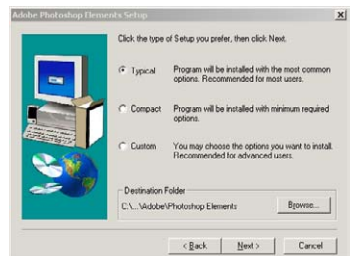 Adobe Photoshop Elements Setup
Click the type of Setup you prefer, then click Next.
Typical Program will be installed with the most common
options. Recommended for most users.
Compact Program will be installed with minimum required
options.
Custom You may choose the options you want to install.
Recommended for advanced users.
Destination Folder
C:\...\Adobe\Photoshop Elements Browse...
< Back Next > Cancel